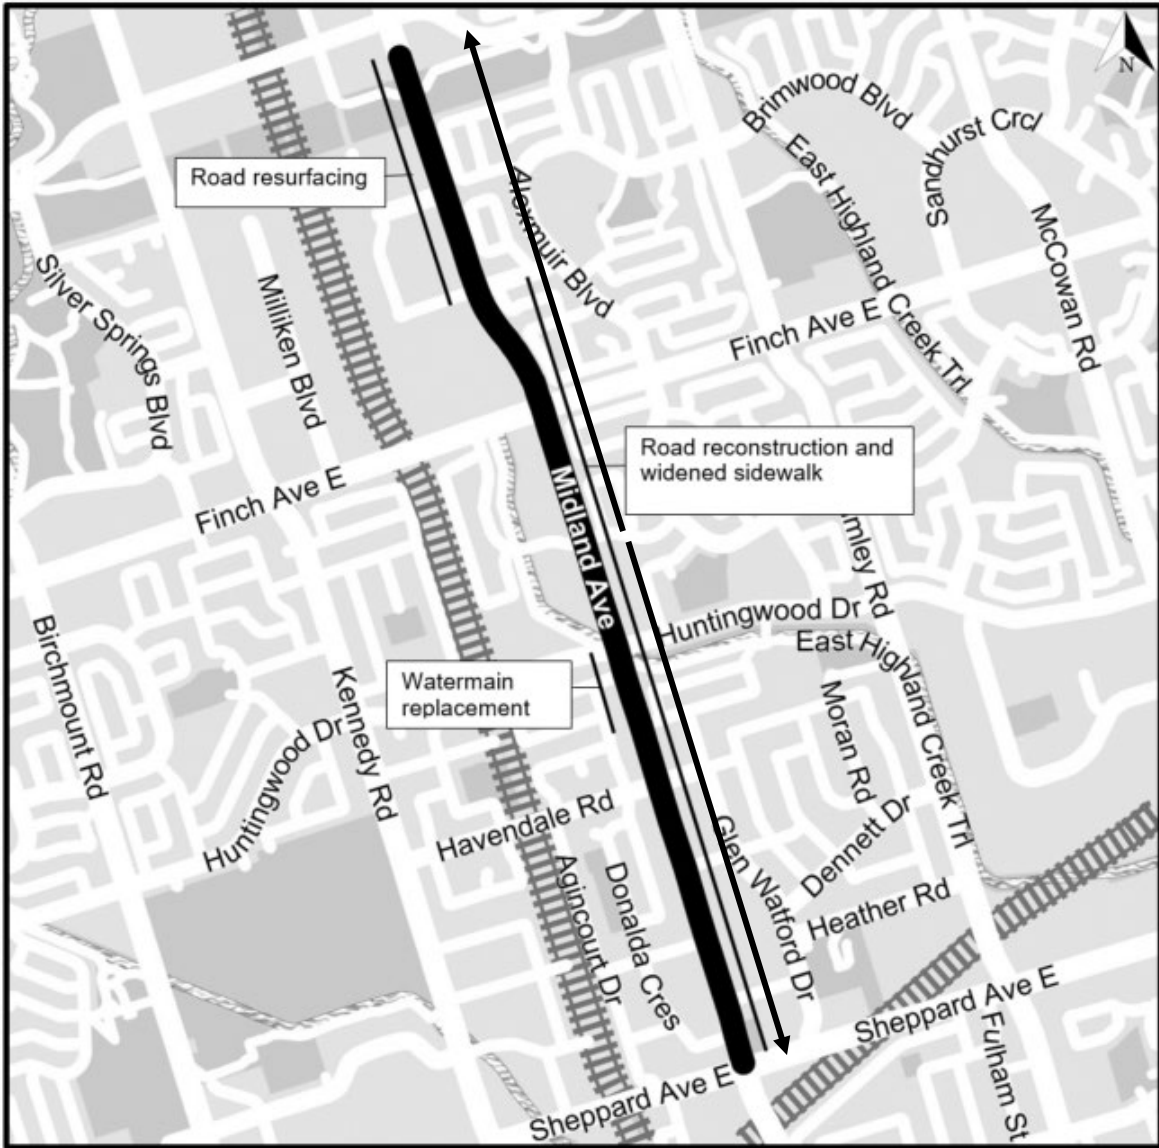 N
Brimwood Blvd
Sandhurst Crcl
East Highland Creek Trl
McCowan Rd
Road resurfacing
Alexmuir Blvd
Silver Springs Blvd
Milliken Blvd
Finch Ave E
Finch Ave E
Road reconstruction and
widened sidewalk
Midland Ave
mley Rd
Huntingwood Dr
East Highland Creek Trl
Birchmount Rd
Kennedy Rd
Watermain
replacement
Moran Rd
Huntingwood Dr
Havendale Rd
Glen Watford Dr
Dennett Dr
Agincourt Dr
Donalda Cres
Heather Rd
Sheppard Ave E
Sheppard Ave E
Fulham St